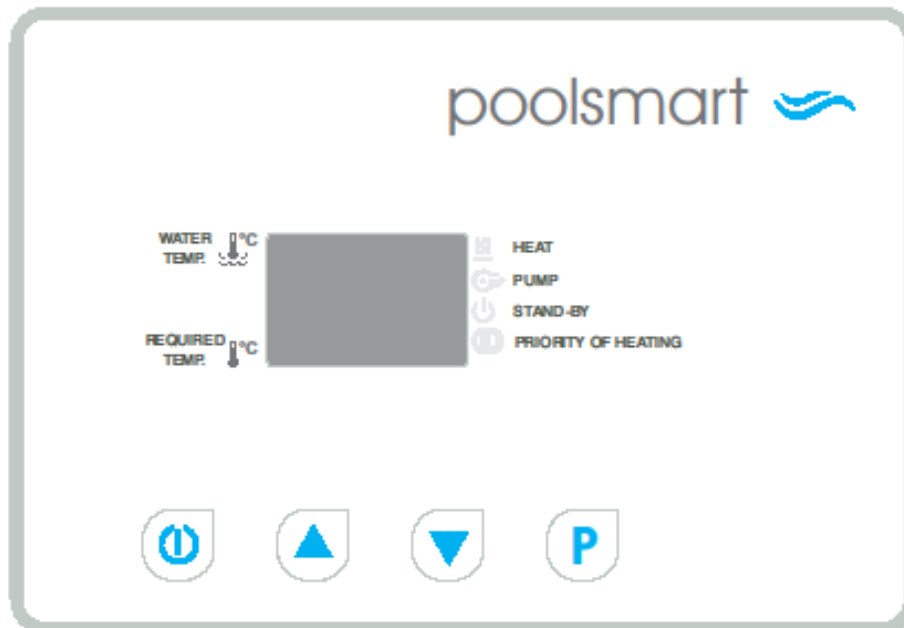 poolsmart
WATER
TEMP.
°C
HEAT
PUMP
STAND-BY
REQUIRED
TEMP.
°C
PRIORITY OF HEATING
P